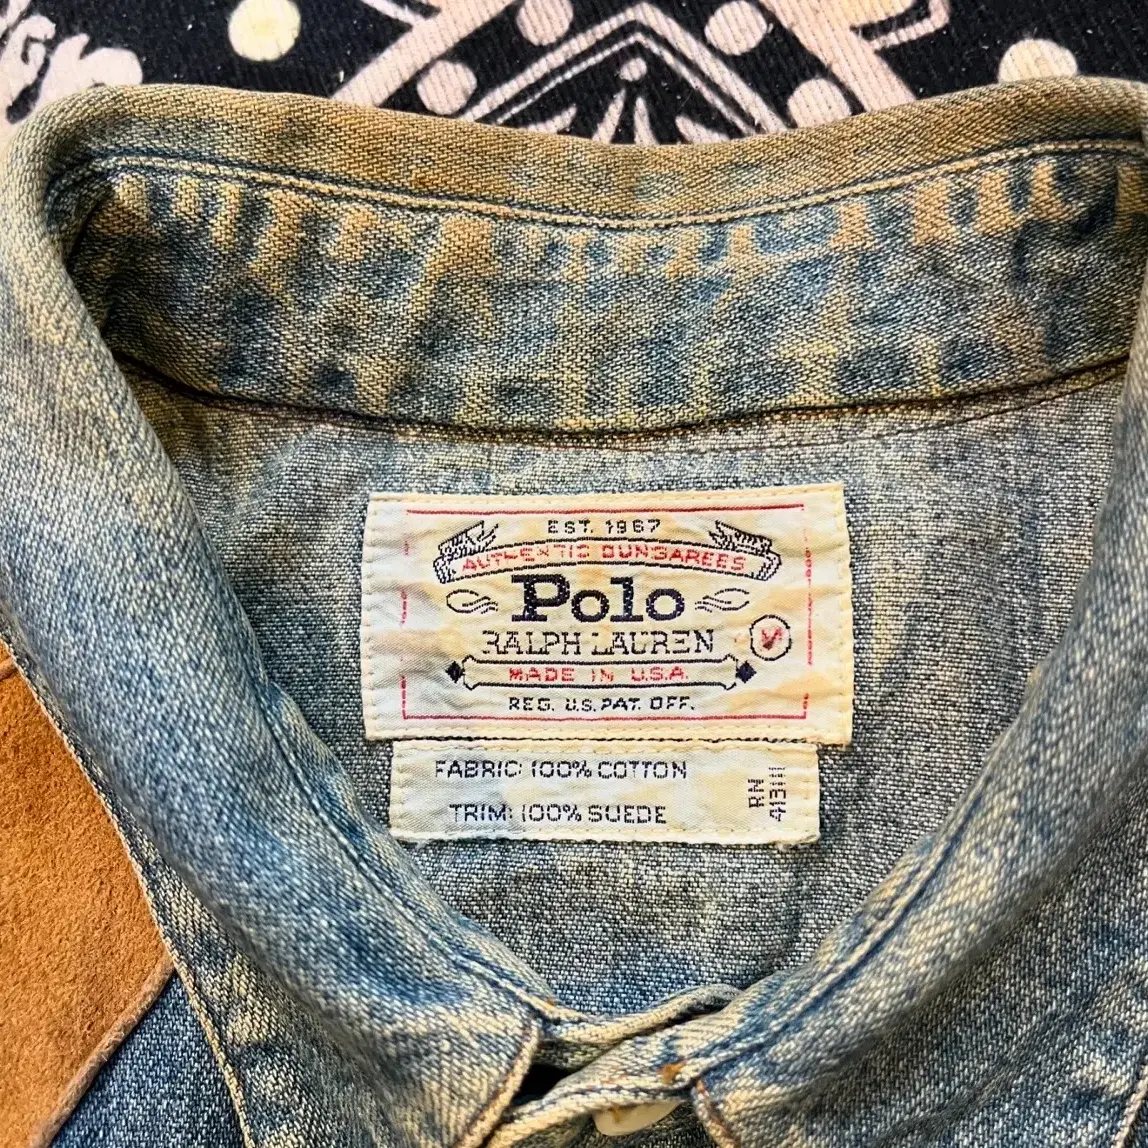 EST. 1967
AUTHENTIC DUNGAREES
Polo
RALPH LAUREN
MADE IN U.S.A.
REG. U.S. PAT. OFF.
FABRIC: 100% COTTON
TRIM: 100% SUEDE
RN
41381